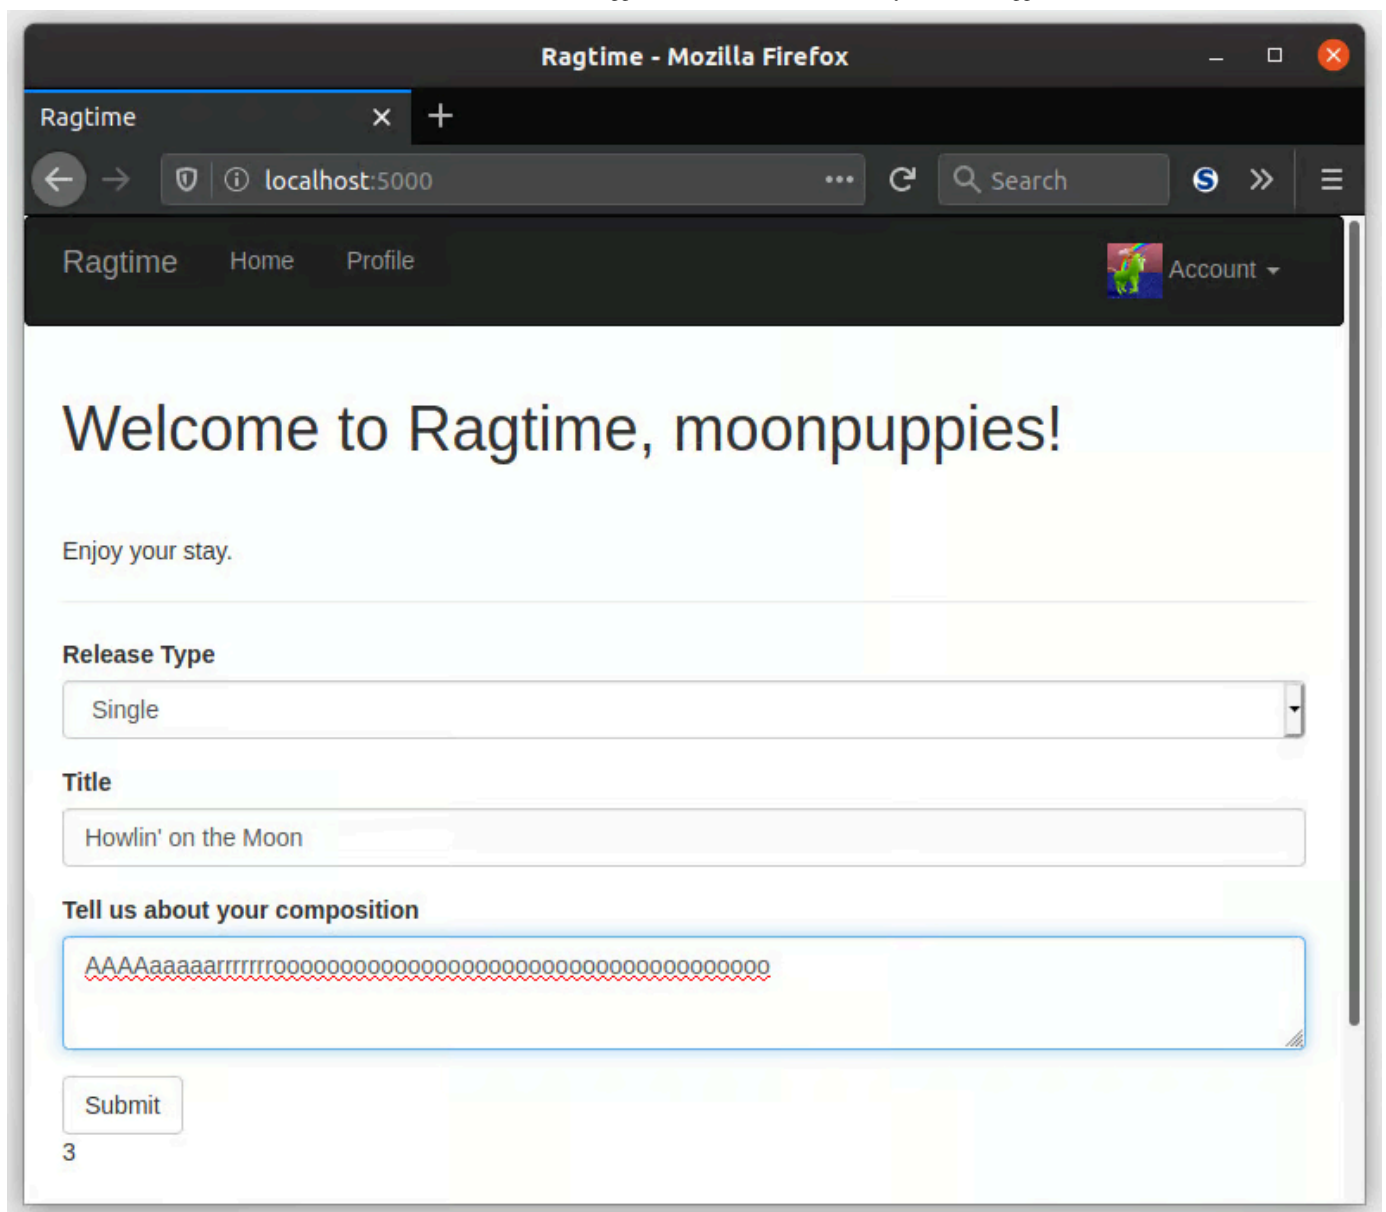 Ragtime - Mozilla Firefox
Ragtime
localhost:5000 Search
Ragtime Home Profile Account
Welcome to Ragtime, moonpuppies!
Enjoy your stay.
Release Type
Single
Title
Howlin' on the Moon
Tell us about your composition
AAAAaaaaarrrrrrrooooooooooooooooooooooooooooooooooooo
Submit
3